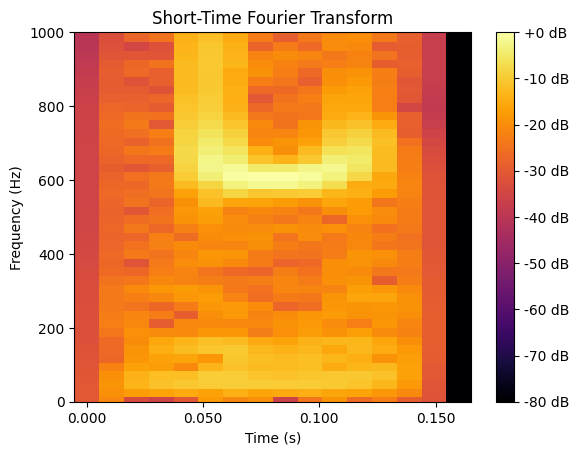 Short-Time Fourier Transform
1000
800
600
400
200
0
Frequency (Hz)
0.000
0.050
0.100
0.150
Time (s)
+0 dB
-10 dB
-20 dB
-30 dB
-40 dB
-50 dB
-60 dB
-70 dB
-80 dB